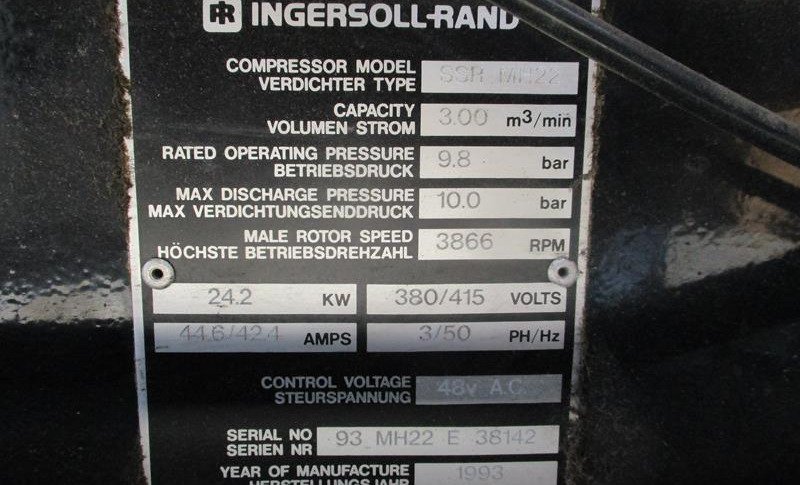 IR INGERSOLL-RAND
COMPRESSOR MODEL
VERDICHTER TYPE
SSR MH22
CAPACITY
VOLUMEN STROM
3.00 m3/min
RATED OPERATING PRESSURE
BETRIEBSDRUCK
9.8 bar
MAX DISCHARGE PRESSURE
MAX VERDICHTUNGSENDDRUCK
10.0 bar
MALE ROTOR SPEED
HÖCHSTE BETRIEBSDREHZAHL
3866 RPM
24.2 KW 380/415 VOLTS
44.6/42.4 AMPS 3/50 PH/Hz
CONTROL VOLTAGE
STEURSPANNUNG
48v A.C.
SERIAL NO
SERIEN NR
93 MH22 E 38142
YEAR OF MANUFACTURE
HERSTELLUNGSJAHR
1993